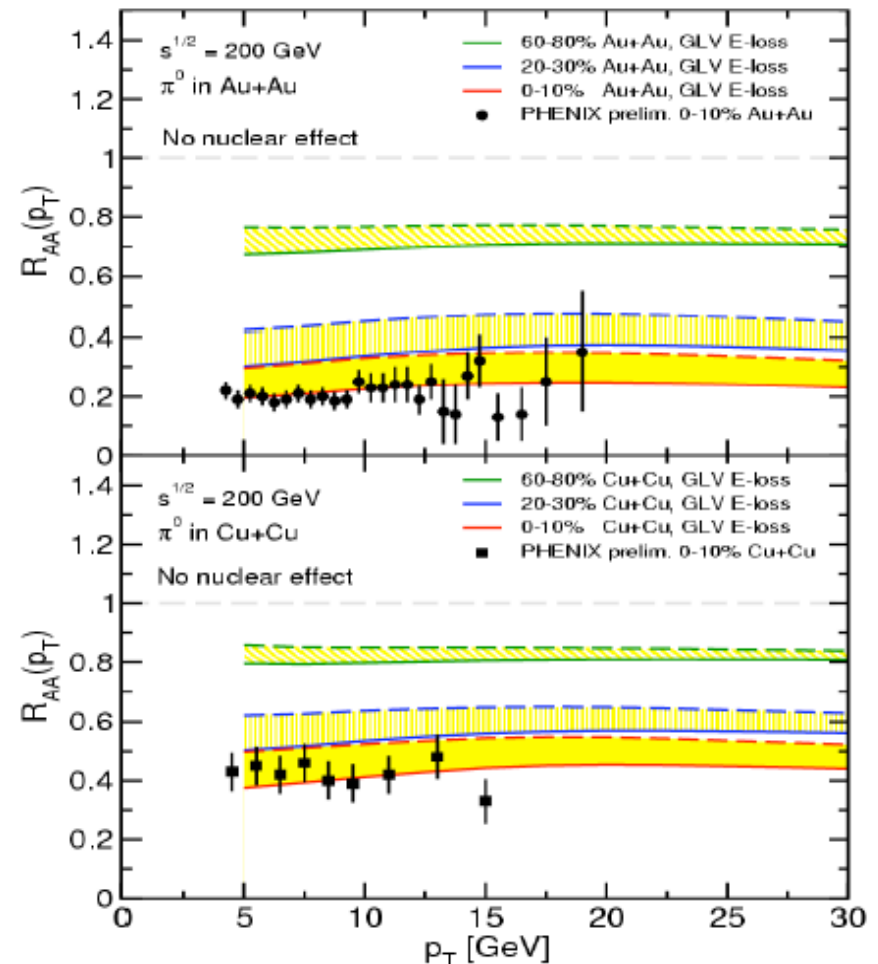 1.4
1.2
1
0.8
0.6
0.4
0.2
0
R_AA(p_T)
s^1/2 = 200 GeV
π^0 in Au+Au
No nuclear effect
60-80% Au+Au, GLV E-loss
20-30% Au+Au, GLV E-loss
0-10% Au+Au, GLV E-loss
PHENIX prelim. 0-10% Au+Au
1.4
1.2
1
0.8
0.6
0.4
0.2
0
R_AA(p_T)
s^1/2 = 200 GeV
π^0 in Cu+Cu
No nuclear effect
60-80% Cu+Cu, GLV E-loss
20-30% Cu+Cu, GLV E-loss
0-10% Cu+Cu, GLV E-loss
PHENIX prelim. 0-10% Cu+Cu
0 5 10 15 20 25 30
p_T [GeV]